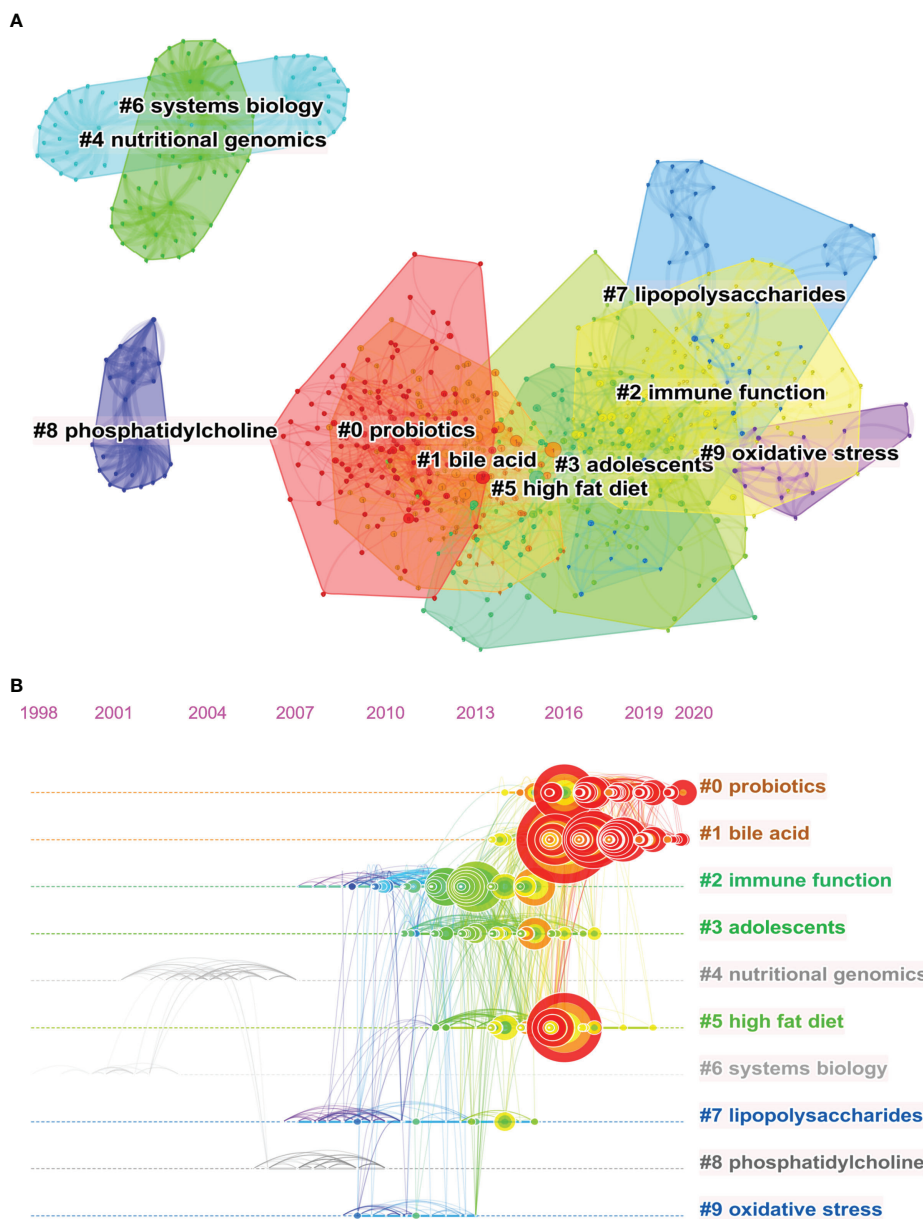 A
#6 systems biology
#4 nutritional genomics
#7 lipopolysaccharides
#2 immune function
#8 phosphatidylcholine
#0 probiotics
#9 oxidative stress
#1 bile acid
#3 adolescents
#5 high fat diet
B
1998 2001 2004 2007 2010 2013 2016 2019 2020
#0 probiotics
#1 bile acid
#2 immune function
#3 adolescents
#4 nutritional genomics
#5 high fat diet
#6 systems biology
#7 lipopolysaccharides
#8 phosphatidylcholine
#9 oxidative stress